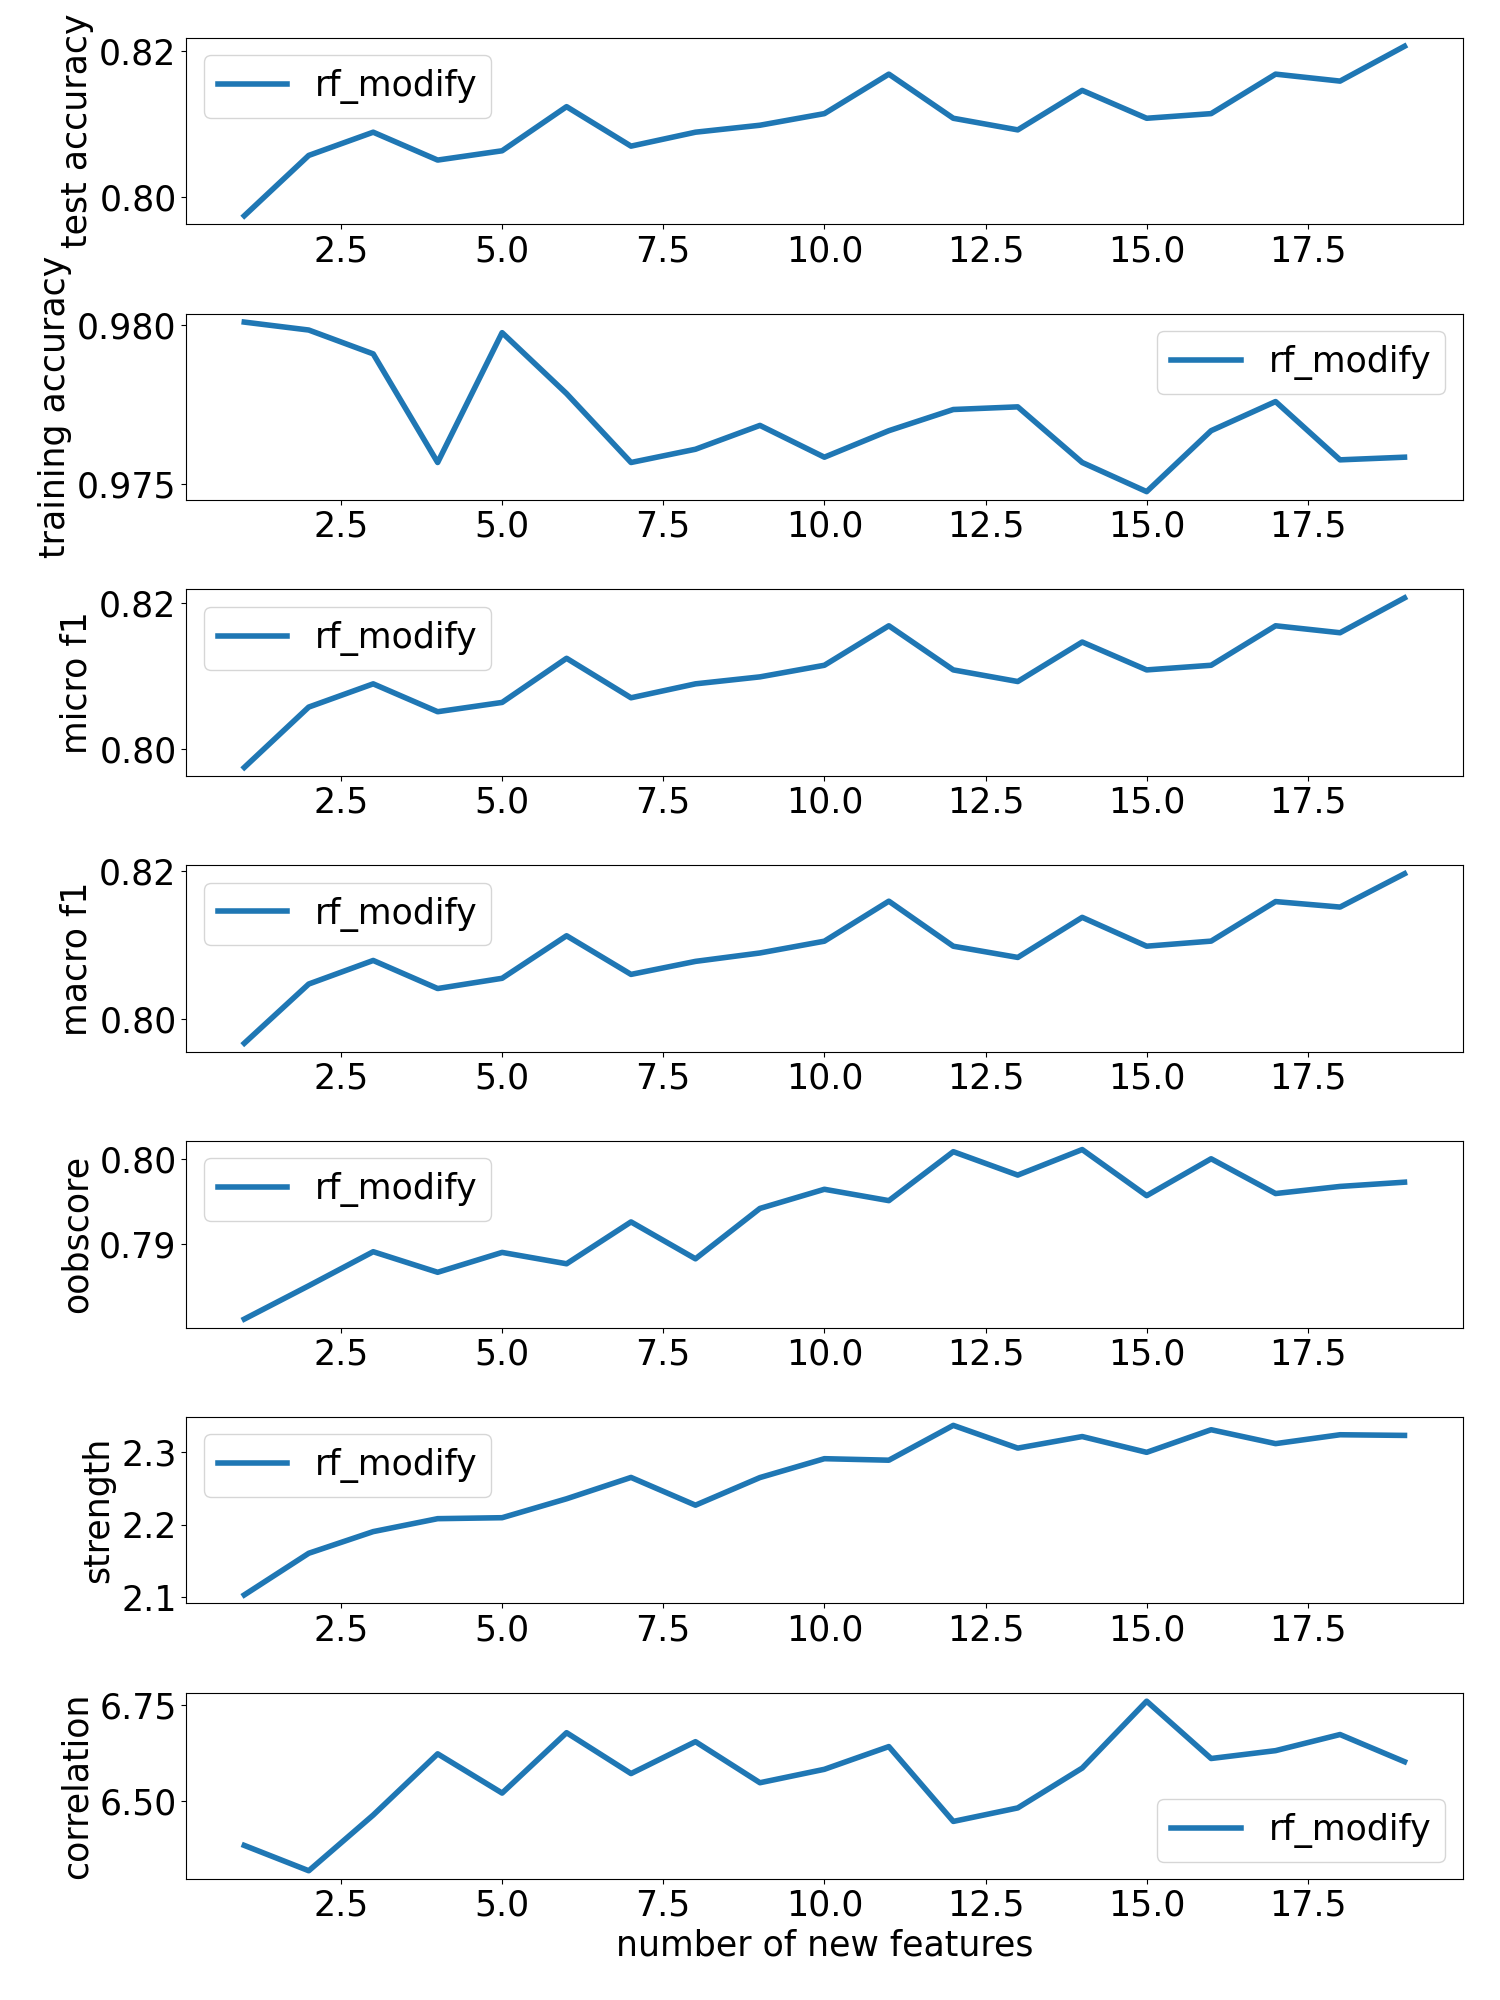 test accuracy
0.82
0.80
rf_modify
2.5 5.0 7.5 10.0 12.5 15.0 17.5
training accuracy
0.980
0.975
rf_modify
2.5 5.0 7.5 10.0 12.5 15.0 17.5
micro f1
0.82
0.80
rf_modify
2.5 5.0 7.5 10.0 12.5 15.0 17.5
macro f1
0.82
0.80
rf_modify
2.5 5.0 7.5 10.0 12.5 15.0 17.5
oobscore
0.80
0.79
rf_modify
2.5 5.0 7.5 10.0 12.5 15.0 17.5
strength
2.3
2.2
2.1
rf_modify
2.5 5.0 7.5 10.0 12.5 15.0 17.5
correlation
6.75
6.50
rf_modify
2.5 5.0 7.5 10.0 12.5 15.0 17.5
number of new features